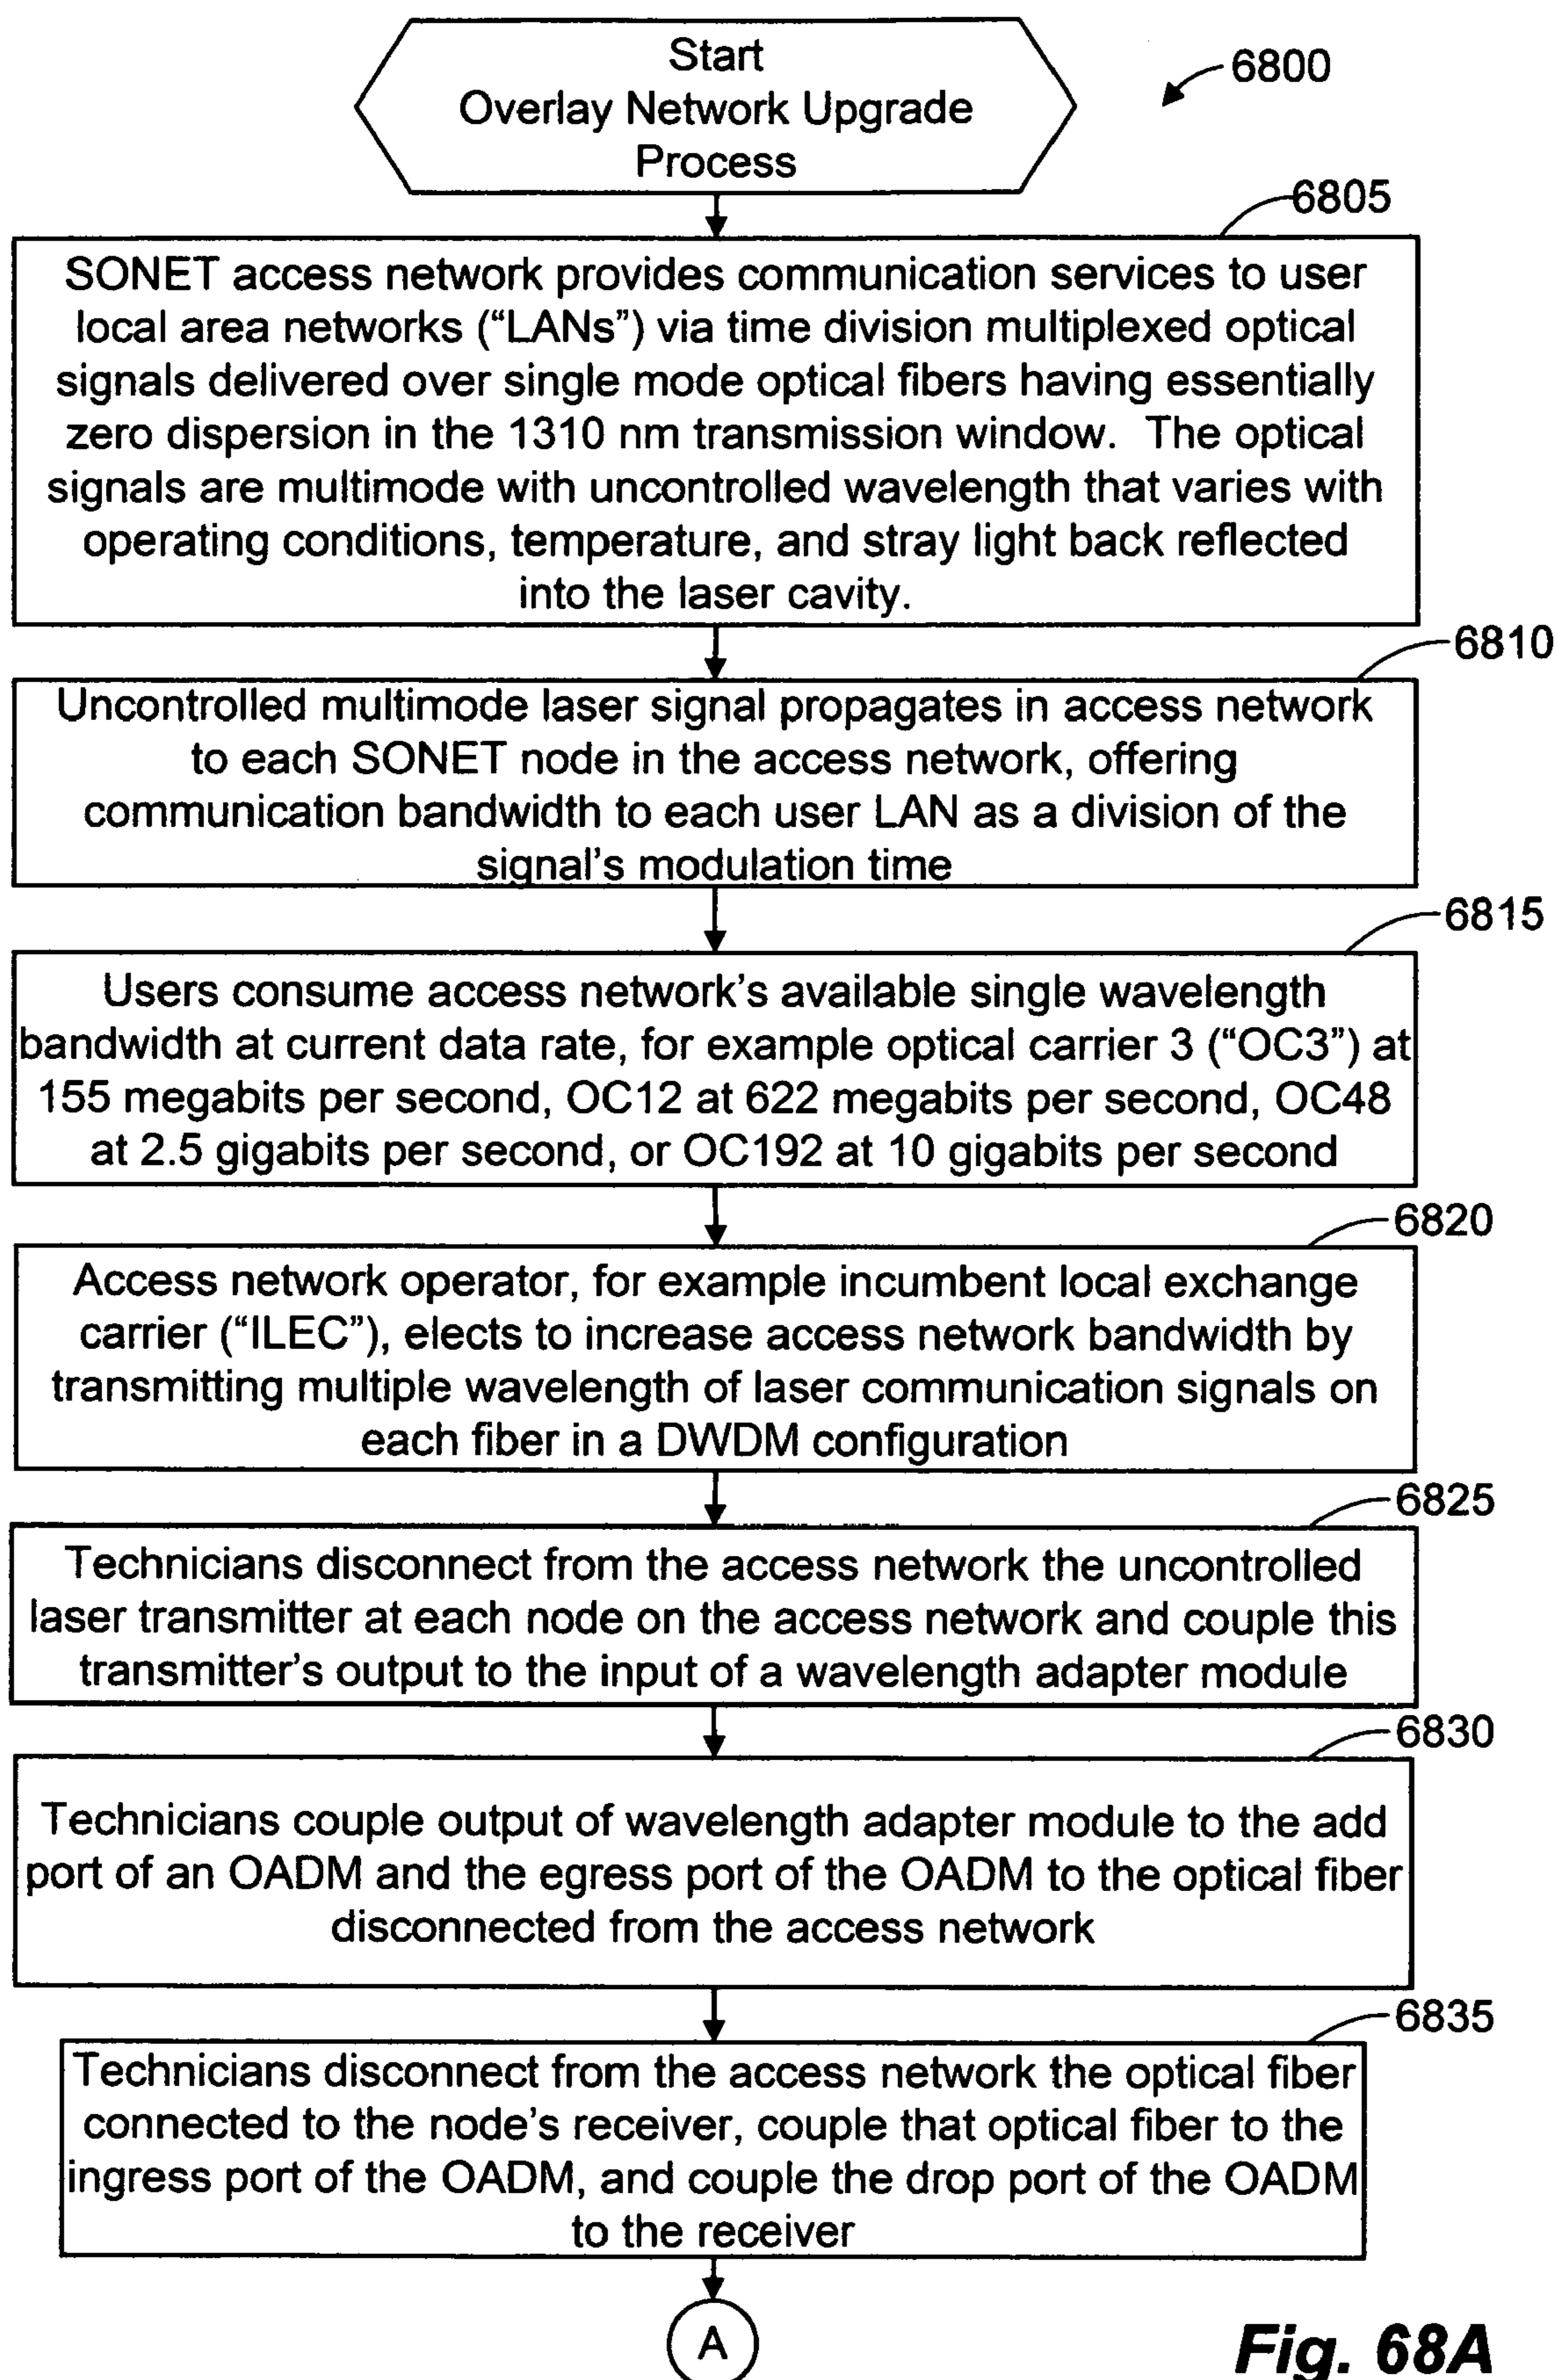 Start
Overlay Network Upgrade
Process
6800
6805
SONET access network provides communication services to user
local area networks (“LANs”) via time division multiplexed optical
signals delivered over single mode optical fibers having essentially
zero dispersion in the 1310 nm transmission window. The optical
signals are multimode with uncontrolled wavelength that varies with
operating conditions, temperature, and stray light back reflected
into the laser cavity.
6810
Uncontrolled multimode laser signal propagates in access network
to each SONET node in the access network, offering
communication bandwidth to each user LAN as a division of the
signal’s modulation time
6815
Users consume access network’s available single wavelength
bandwidth at current data rate, for example optical carrier 3 (“OC3”) at
155 megabits per second, OC12 at 622 megabits per second, OC48
at 2.5 gigabits per second, or OC192 at 10 gigabits per second
6820
Access network operator, for example incumbent local exchange
carrier (“ILEC”), elects to increase access network bandwidth by
transmitting multiple wavelength of laser communication signals on
each fiber in a DWDM configuration
6825
Technicians disconnect from the access network the uncontrolled
laser transmitter at each node on the access network and couple this
transmitter’s output to the input of a wavelength adapter module
6830
Technicians couple output of wavelength adapter module to the add
port of an OADM and the egress port of the OADM to the optical fiber
disconnected from the access network
6835
Technicians disconnect from the access network the optical fiber
connected to the node’s receiver, couple that optical fiber to the
ingress port of the OADM, and couple the drop port of the OADM
to the receiver
A
Fig. 68A